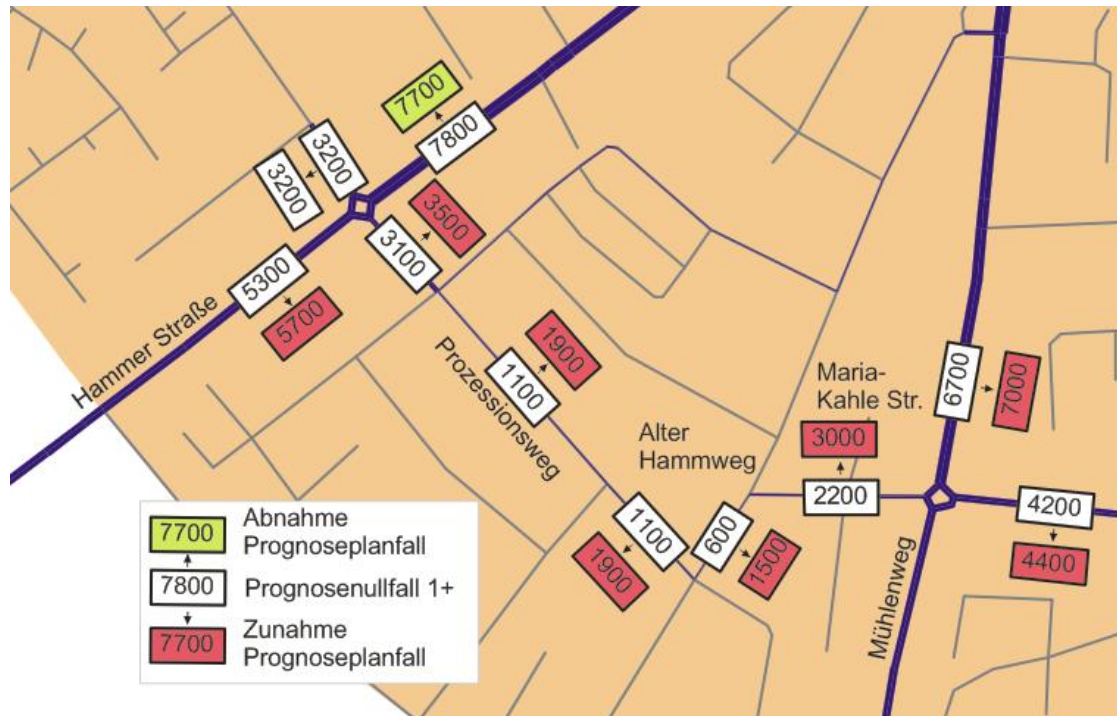 7700
7800
3200
3200
3500
3100
5300
5700
Hammer Straße
1900
1100
Prozessionsweg
Maria-
Kahle Str.
6700
7000
Alter
Hammweg
3000
2200
4200
4400
1100
1900
600
1500
Mühlenweg
7700
Abnahme
Prognoseplanfall
7800
Prognosenullfall 1+
7700
Zunahme
Prognoseplanfall